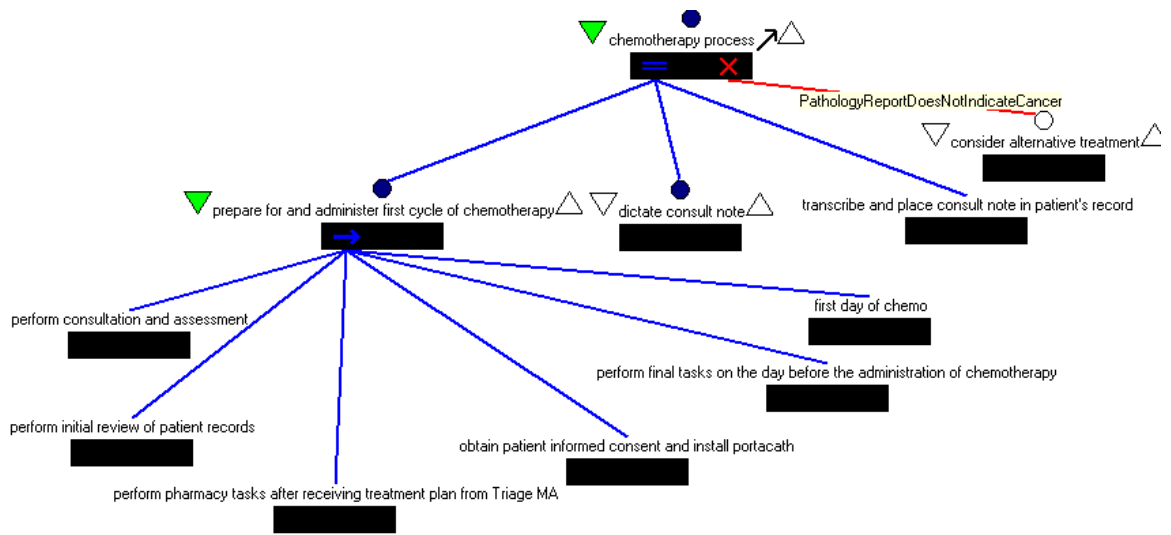 chemotherapy process
PathologyReportDoesNotIndicateCancer
consider alternative treatment
prepare for and administer first cycle of chemotherapy
dictate consult note
transcribe and place consult note in patient's record
perform consultation and assessment
first day of chemo
perform final tasks on the day before the administration of chemotherapy
perform initial review of patient records
obtain patient informed consent and install portacath
perform pharmacy tasks after receiving treatment plan from Triage MA